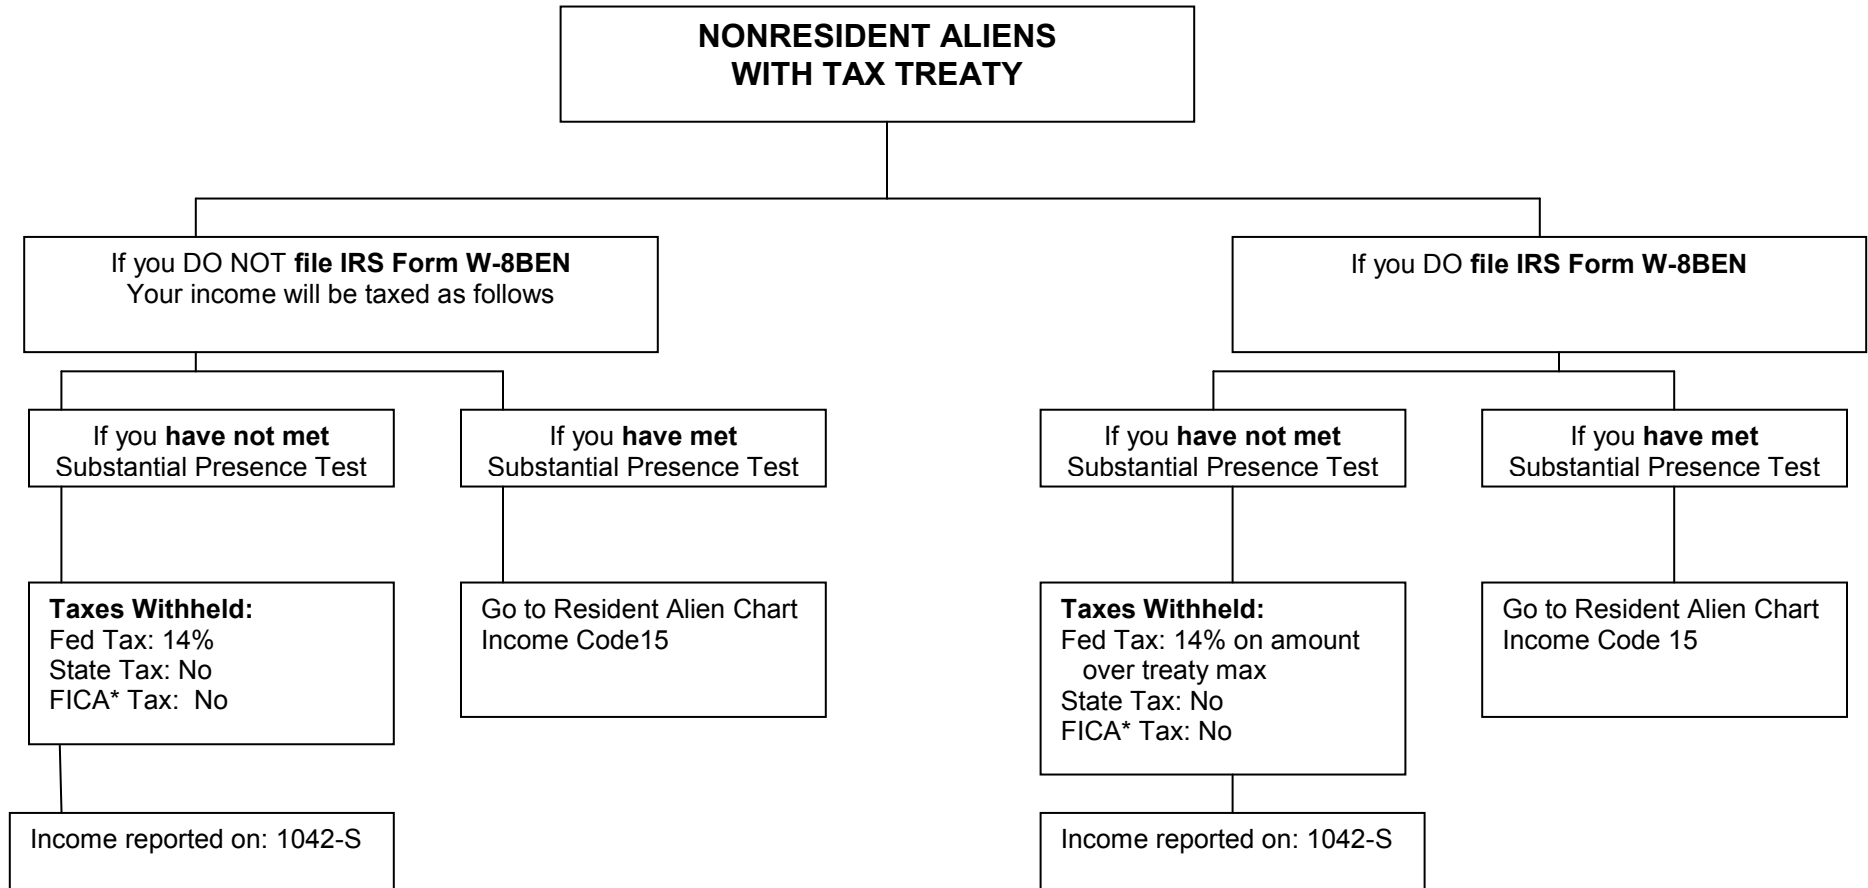 NONRESIDENT ALIENS
WITH TAX TREATY
If you DO NOT file IRS Form W-8BEN
Your income will be taxed as follows
If you DO file IRS Form W-8BEN
If you have not met
Substantial Presence Test
If you have met
Substantial Presence Test
If you have not met
Substantial Presence Test
If you have met
Substantial Presence Test
Taxes Withheld:
Fed Tax: 14%
State Tax: No
FICA* Tax:  No
Go to Resident Alien Chart
Income Code15
Taxes Withheld:
Fed Tax: 14% on amount
over treaty max
State Tax: No
FICA* Tax: No
Go to Resident Alien Chart
Income Code 15
Income reported on: 1042-S
Income reported on: 1042-S